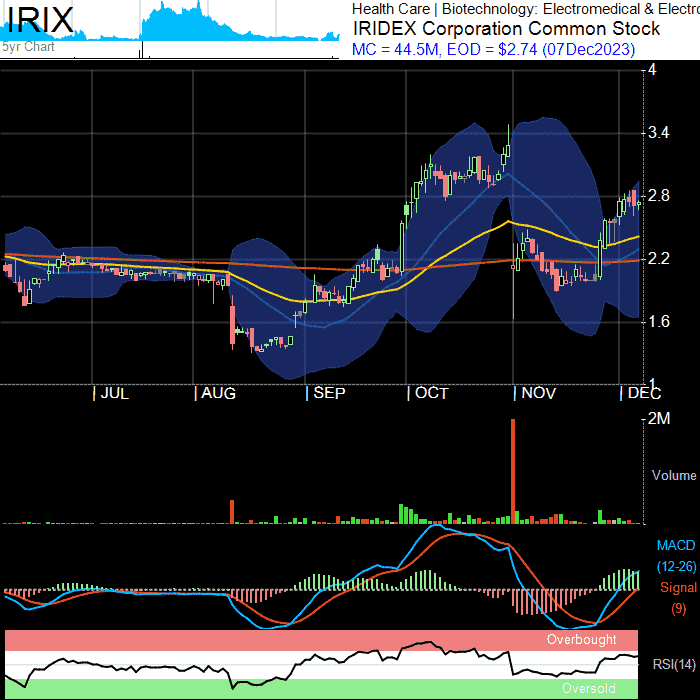 IRIX
5yr Chart
Health Care | Biotechnology: Electromedical & Electro
IRIDEX Corporation Common Stock
MC = 44.5M, EOD = $2.74 (07Dec2023)
4
3.4
2.8
2.2
1.6
1
| JUL | AUG | SEP | OCT | NOV | DEC
2M
Volume
MACD
(12-26)
Signal
(9)
Overbought
RSI(14)
Oversold